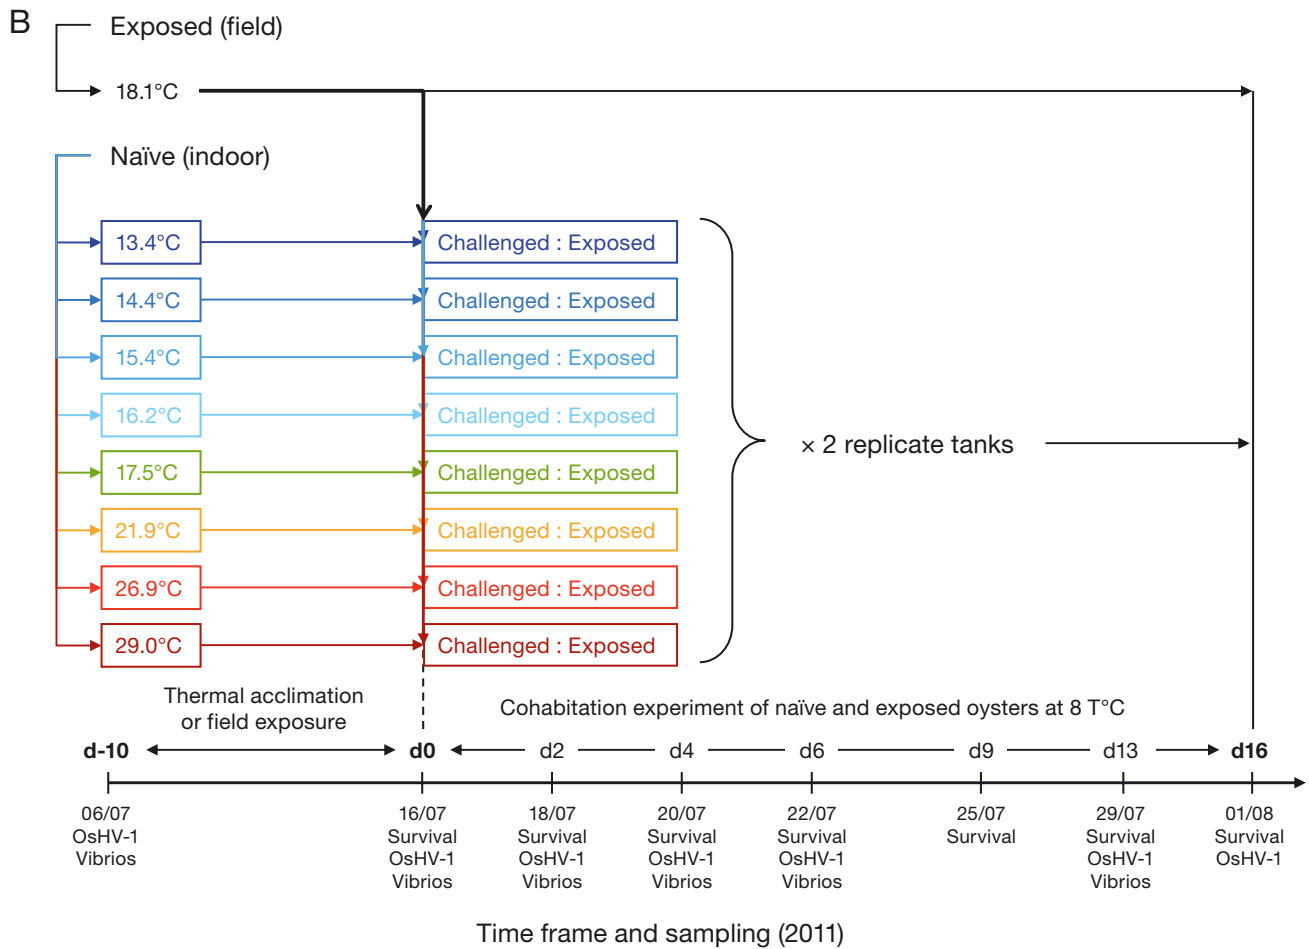 B
Exposed (field)
18.1°C
Naïve (indoor)
13.4°C
Challenged : Exposed
14.4°C
Challenged : Exposed
15.4°C
Challenged : Exposed
16.2°C
Challenged : Exposed
17.5°C
Challenged : Exposed
21.9°C
Challenged : Exposed
26.9°C
Challenged : Exposed
29.0°C
Challenged : Exposed
× 2 replicate tanks
Thermal acclimation
or field exposure
Cohabitation experiment of naïve and exposed oysters at 8 T°C
d-10 d0 d2 d4 d6 d9 d13 d16
06/07 16/07 18/07 20/07 22/07 25/07 29/07 01/08
OsHV-1 Survival Survival Survival Survival Survival Survival Survival
Vibrios OsHV-1 OsHV-1 OsHV-1 OsHV-1 OsHV-1 OsHV-1
Vibrios Vibrios Vibrios Vibrios Vibrios
Time frame and sampling (2011)